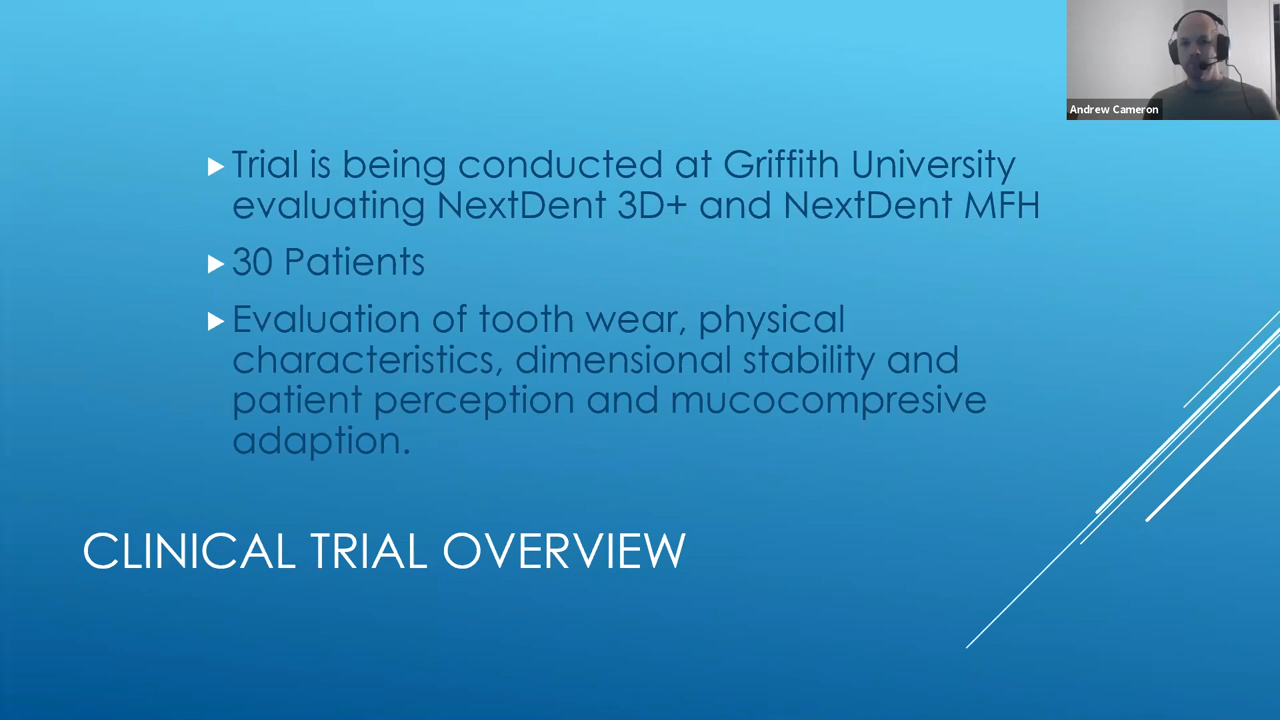 Andrew Cameron
Trial is being conducted at Griffith University
evaluating NextDent 3D+ and NextDent MFH
30 Patients
Evaluation of tooth wear, physical
characteristics, dimensional stability and
patient perception and mucocompresive
adaption.
CLINICAL TRIAL OVERVIEW